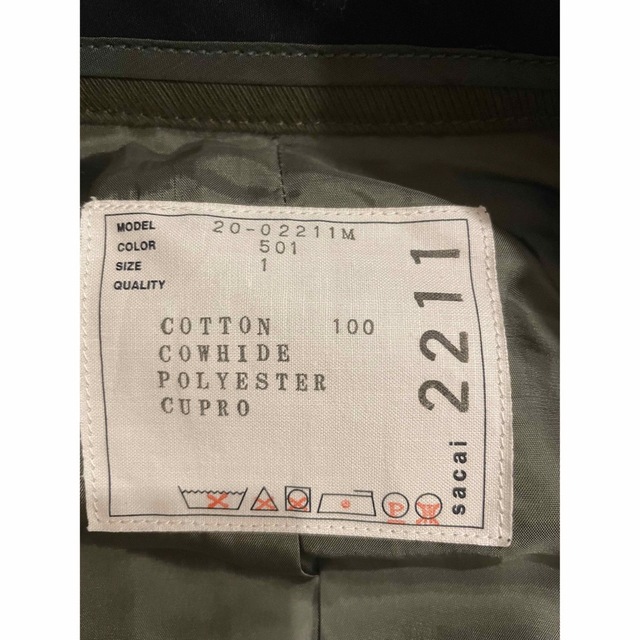 MODEL 20-02211M
COLOR 501
SIZE 1
QUALITY
COTTON 100
COWHIDE
POLYESTER
CUPRO
P
sacai 2211